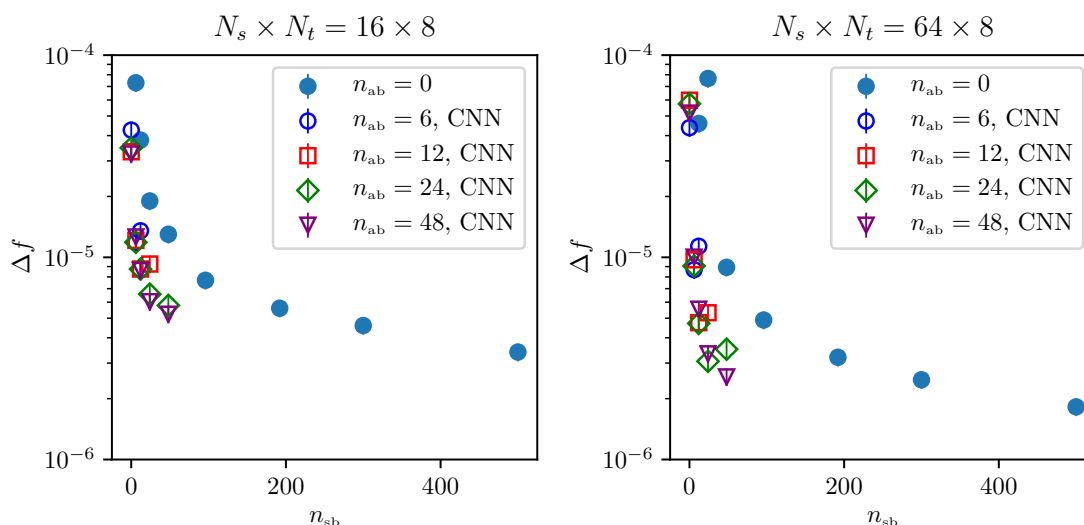 N_s × N_t = 16 × 8
10^{-4}
10^{-5}
10^{-6}
Δf
n_ab = 0
n_ab = 6, CNN
n_ab = 12, CNN
n_ab = 24, CNN
n_ab = 48, CNN
0 200 400
n_sb
N_s × N_t = 64 × 8
10^{-4}
10^{-5}
10^{-6}
Δf
n_ab = 0
n_ab = 6, CNN
n_ab = 12, CNN
n_ab = 24, CNN
n_ab = 48, CNN
0 200 400
n_sb